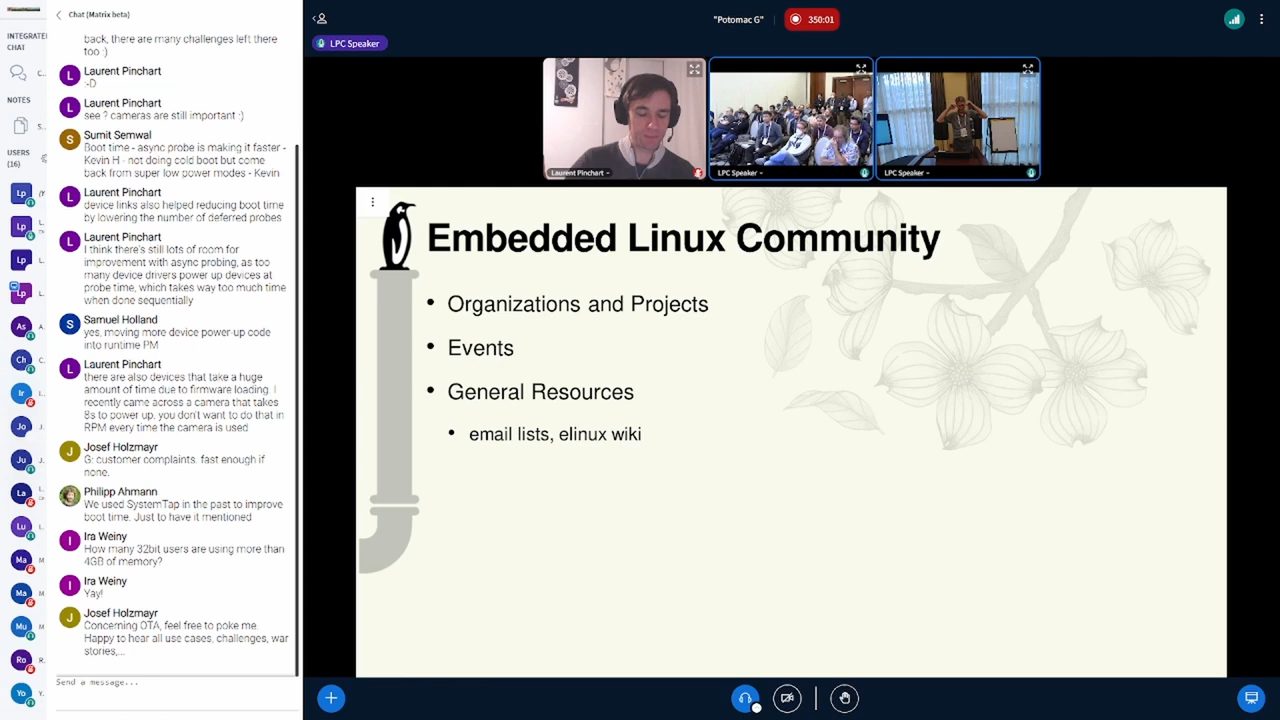 Chat [Matrix beta]
INTEGRATE
CHAT
C..
NOTES
S..
USERS
(16)
back, there are many challenges left there
too :)
Laurent Pinchart
:-D
Laurent Pinchart
see ? cameras are still important :)
Sumit Semwal
Boot time - async probe is making it faster -
Kevin H - not doing cold boot but come
back from super low power modes - Kevin
Laurent Pinchart
device links also helped reducing boot time
by lowering the number of deferred probes
Laurent Pinchart
I think there's still lots of room for
improvement with async probing, as too
many device drivers power up devices at
probe time, which takes way too much time
when done sequentially
Samuel Holland
yes, moving more device power-up code
into runtime PM
Laurent Pinchart
there are also devices that take a huge
amount of time due to firmware loading. I
recently came across a camera that takes
8s to power up, you don't want to do that in
RPM every time the camera is used
Josef Holzmayr
G: customer complaints. fast enough if
none.
Philipp Ahmann
We used SystemTap in the past to improve
boot time. Just to have it mentioned
Ira Weiny
How many 32bit users are using more than
4GB of memory?
Ira Weiny
Yay!
Josef Holzmayr
Concerning OTA, feel free to poke me.
Happy to hear all use cases, challenges, war
stories,...
Send a message...
"Potomac G"
350:01
LPC Speaker
Laurent Pinchart
LPC Speaker
LPC Speaker
Embedded Linux Community
• Organizations and Projects
• Events
• General Resources
• email lists, elinux wiki